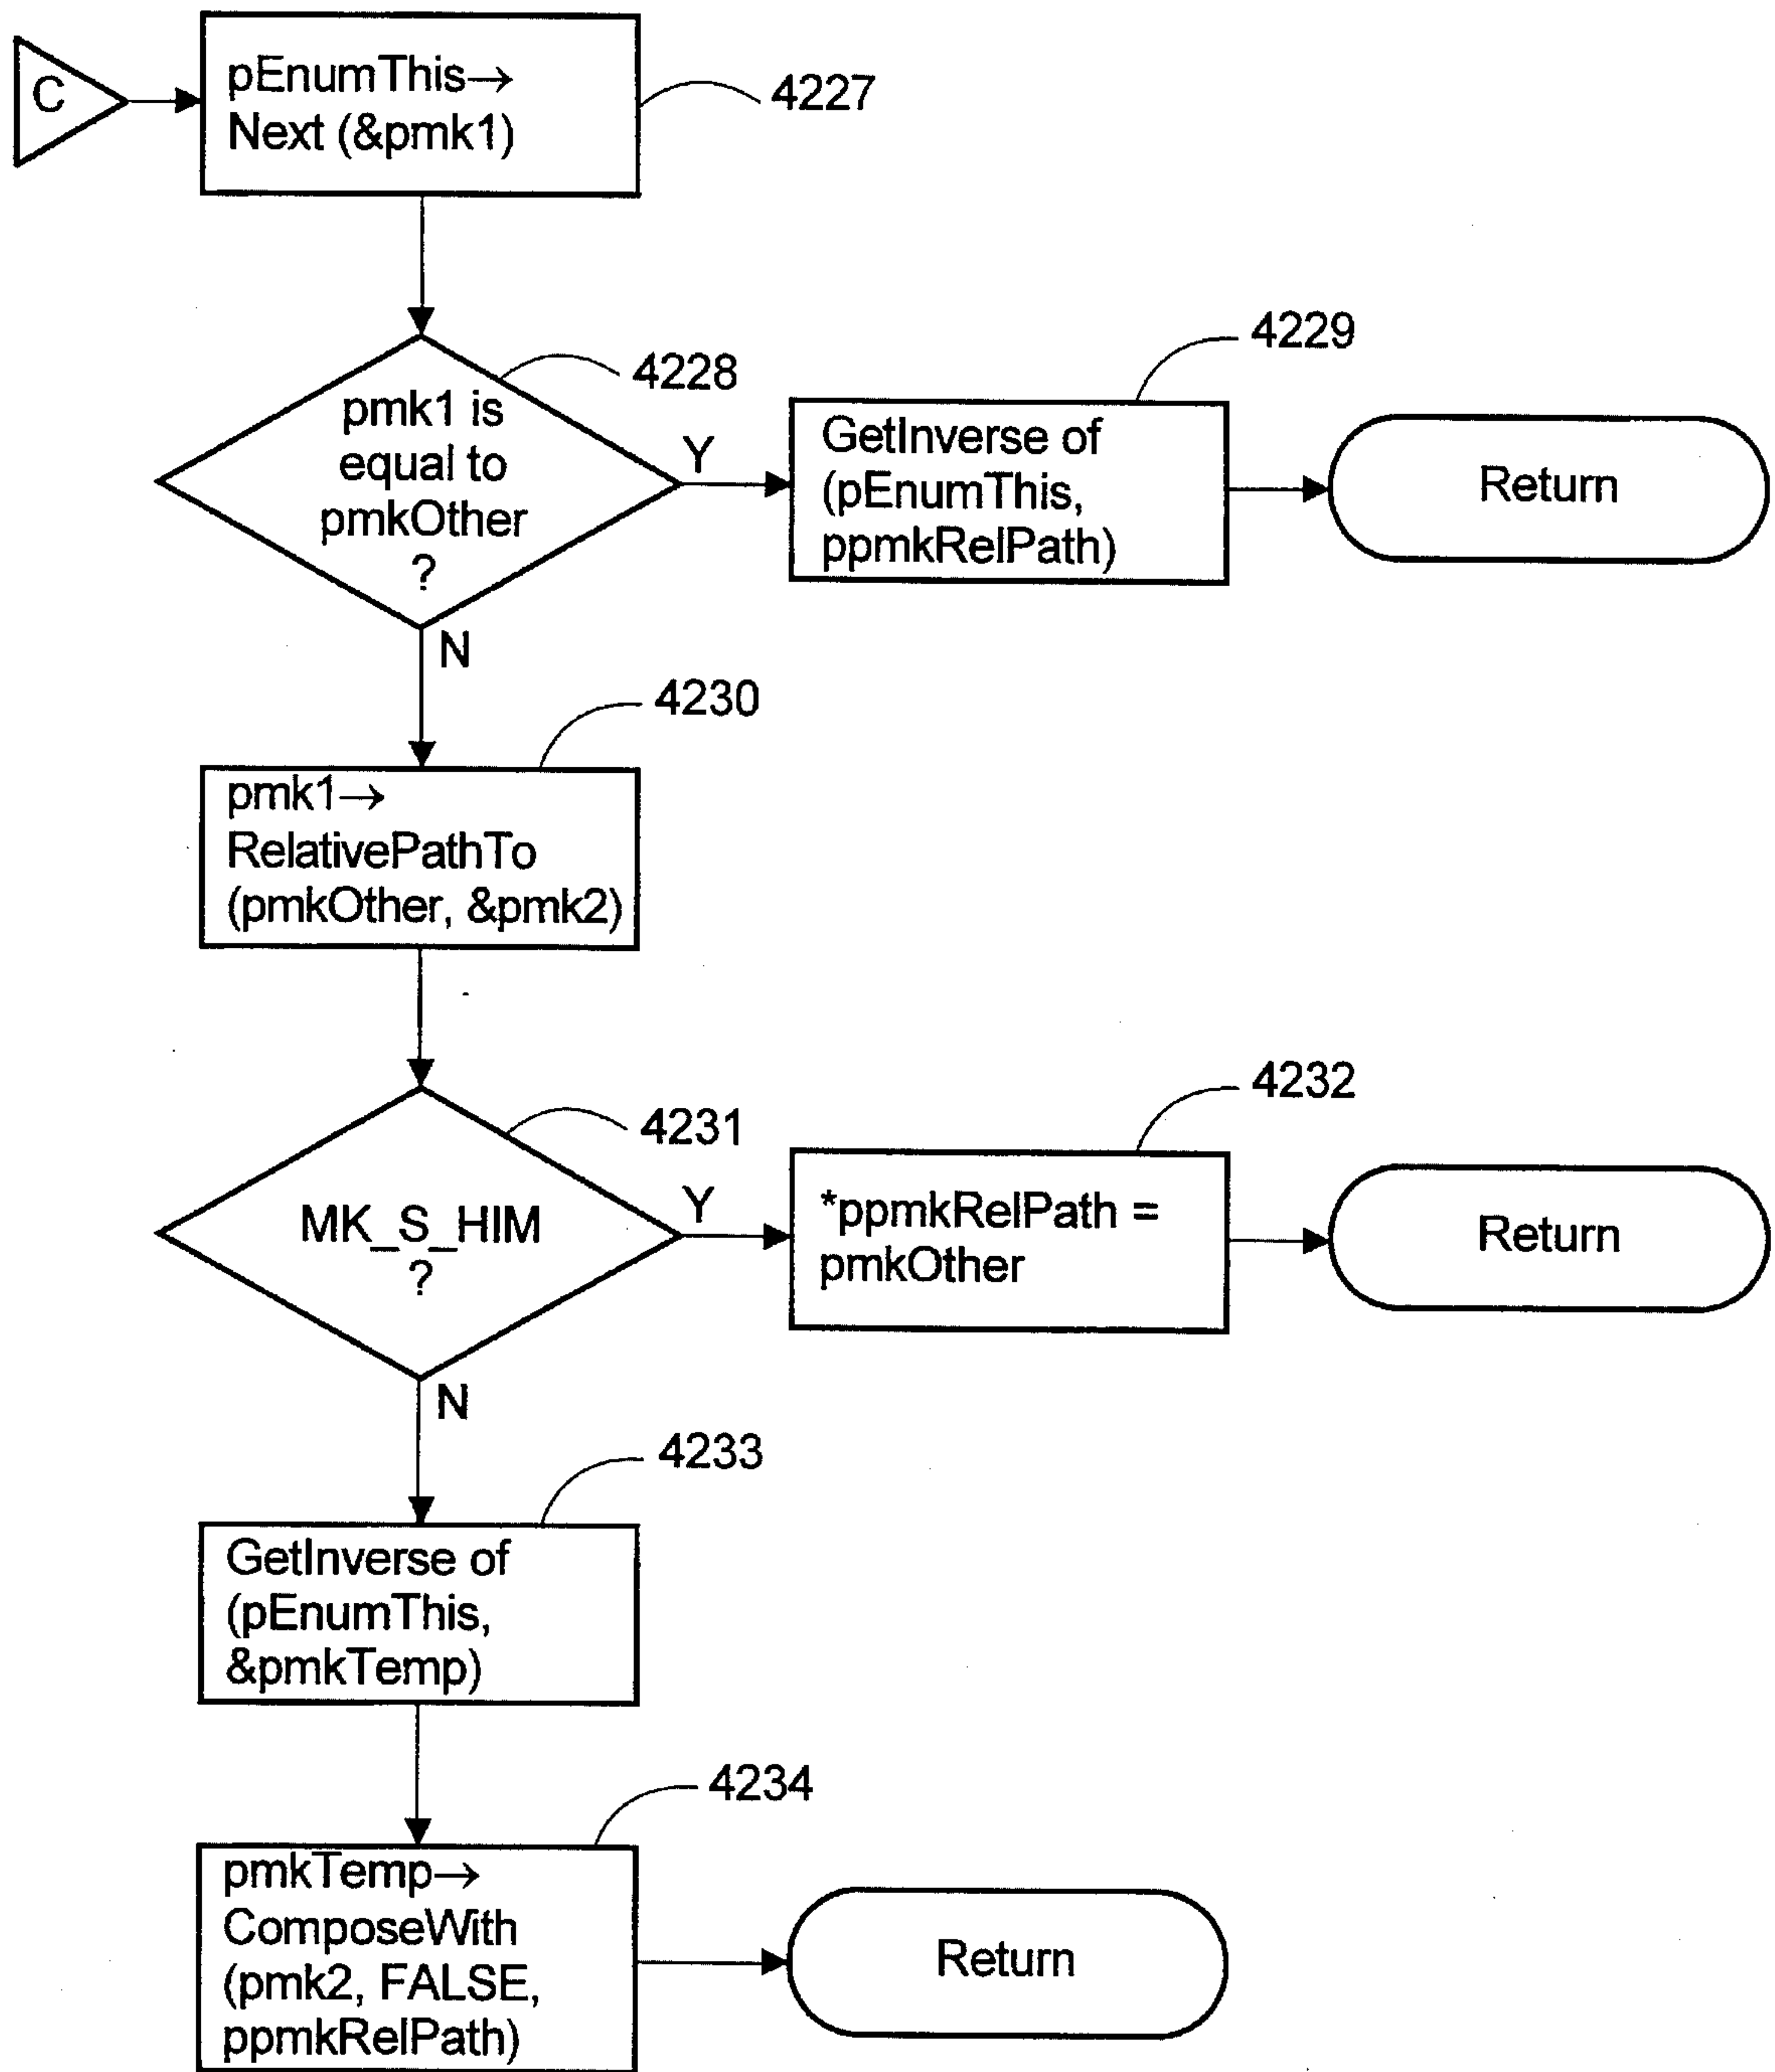 C
pEnumThis→
Next (&pmk1)
4227
pmk1 is
equal to
pmkOther
?
4228
Y
N
GetInverse of
(pEnumThis,
ppmkRelPath)
4229
Return
pmk1→
RelativePathTo
(pmkOther, &pmk2)
4230
MK_S_HIM
?
4231
Y
N
*ppmkRelPath =
pmkOther
4232
Return
GetInverse of
(pEnumThis,
&pmkTemp)
4233
pmkTemp→
ComposeWith
(pmk2, FALSE,
ppmkRelPath)
4234
Return